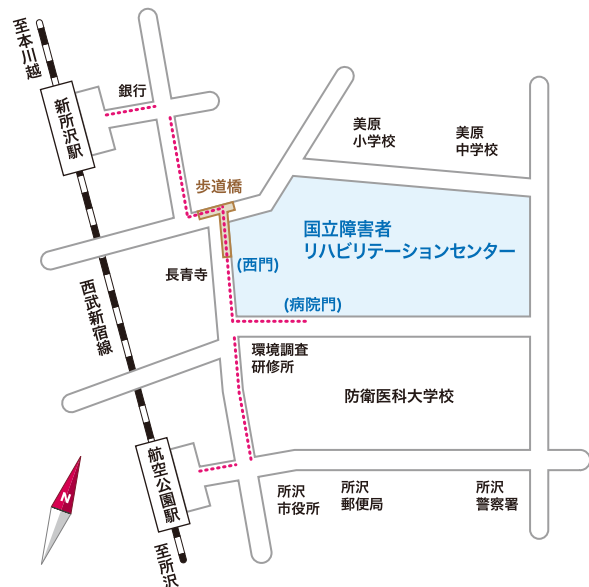 至本川越
新所沢駅
銀行
美原
小学校
美原
中学校
歩道橋
国立障害者
リハビリテーションセンター
(西門)
長青寺
(病院門)
西武新宿線
環境調査
研修所
防衛医科大学校
航空公園駅
所沢
市役所
所沢
郵便局
所沢
警察署
N
至所沢